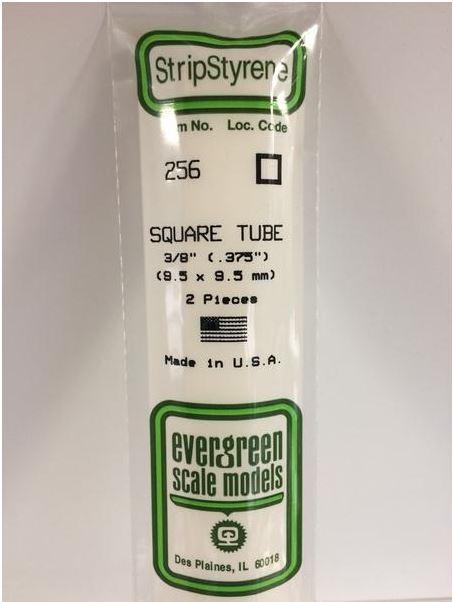 StripStyrene
m No. Loc. Code
256
SQUARE TUBE
3/8" (.375")
(9.5 x 9.5 mm)
2 Pieces
Made in U.S.A.
evergreen
scale models
Des Plaines, IL 60018